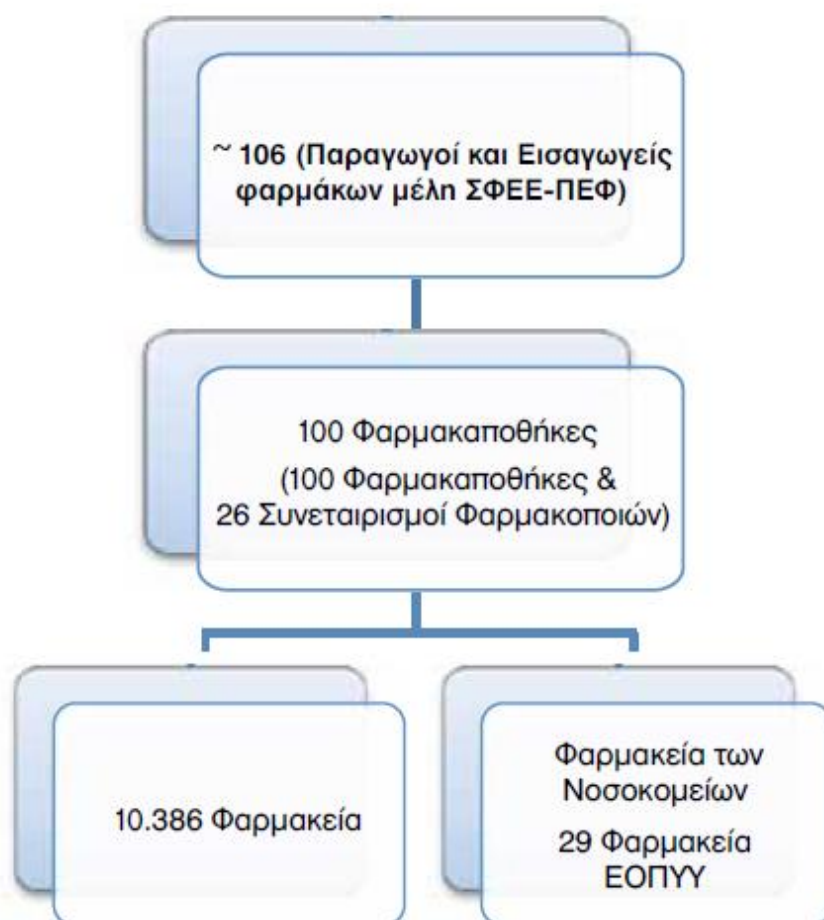 ~ 106 (Παραγωγοί και Εισαγωγείς
φαρμάκων μέλη ΣΦΕΕ-ΠΕΦ)
100 Φαρμακαποθήκες
(100 Φαρμακαποθήκες &
26 Συνεταιρισμοί Φαρμακοποιών)
10.386 Φαρμακεία
Φαρμακεία των
Νοσοκομείων
29 Φαρμακεία
ΕΟΠΥΥ